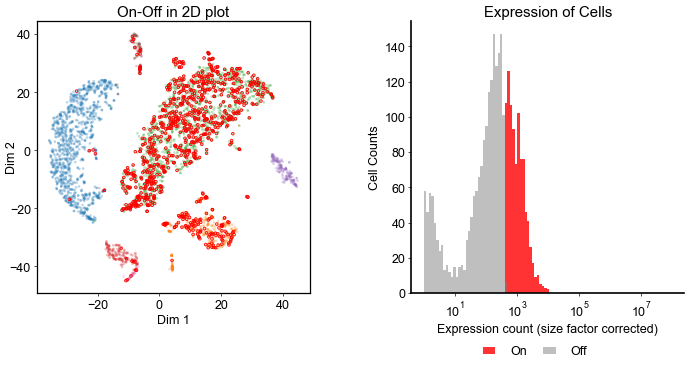 On-Off in 2D plot
40
20
0
−20
−40
Dim 2
−20
0
20
40
Dim 1
Expression of Cells
140
120
100
80
60
40
20
0
Cell Counts
10^1
10^3
10^5
10^7
Expression count (size factor corrected)
On
Off